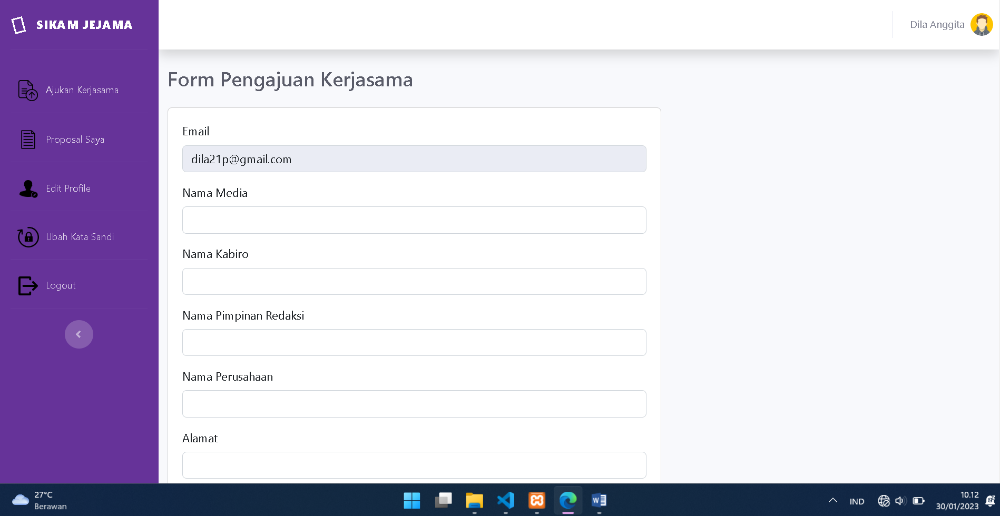 SIKAM JEJAMA
Dila Anggita
Ajukan Kerjasama
Proposal Saya
Edit Profile
Ubah Kata Sandi
Logout
Form Pengajuan Kerjasama
Email
dila21p@gmail.com
Nama Media
Nama Kabiro
Nama Pimpinan Redaksi
Nama Perusahaan
Alamat
27°C
Berawan
IND
10.12
30/01/2023